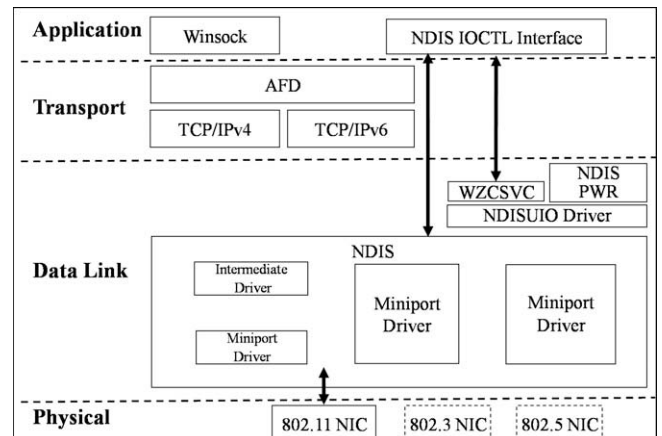 Application
Winsock
NDIS IOCTL Interface
Transport
AFD
TCP/IPv4
TCP/IPv6
NDIS
PWR
WZCSVC
NDISUIO Driver
Data Link
NDIS
Intermediate
Driver
Miniport
Driver
Miniport
Driver
Miniport
Driver
Physical
802.11 NIC
802.3 NIC
802.5 NIC